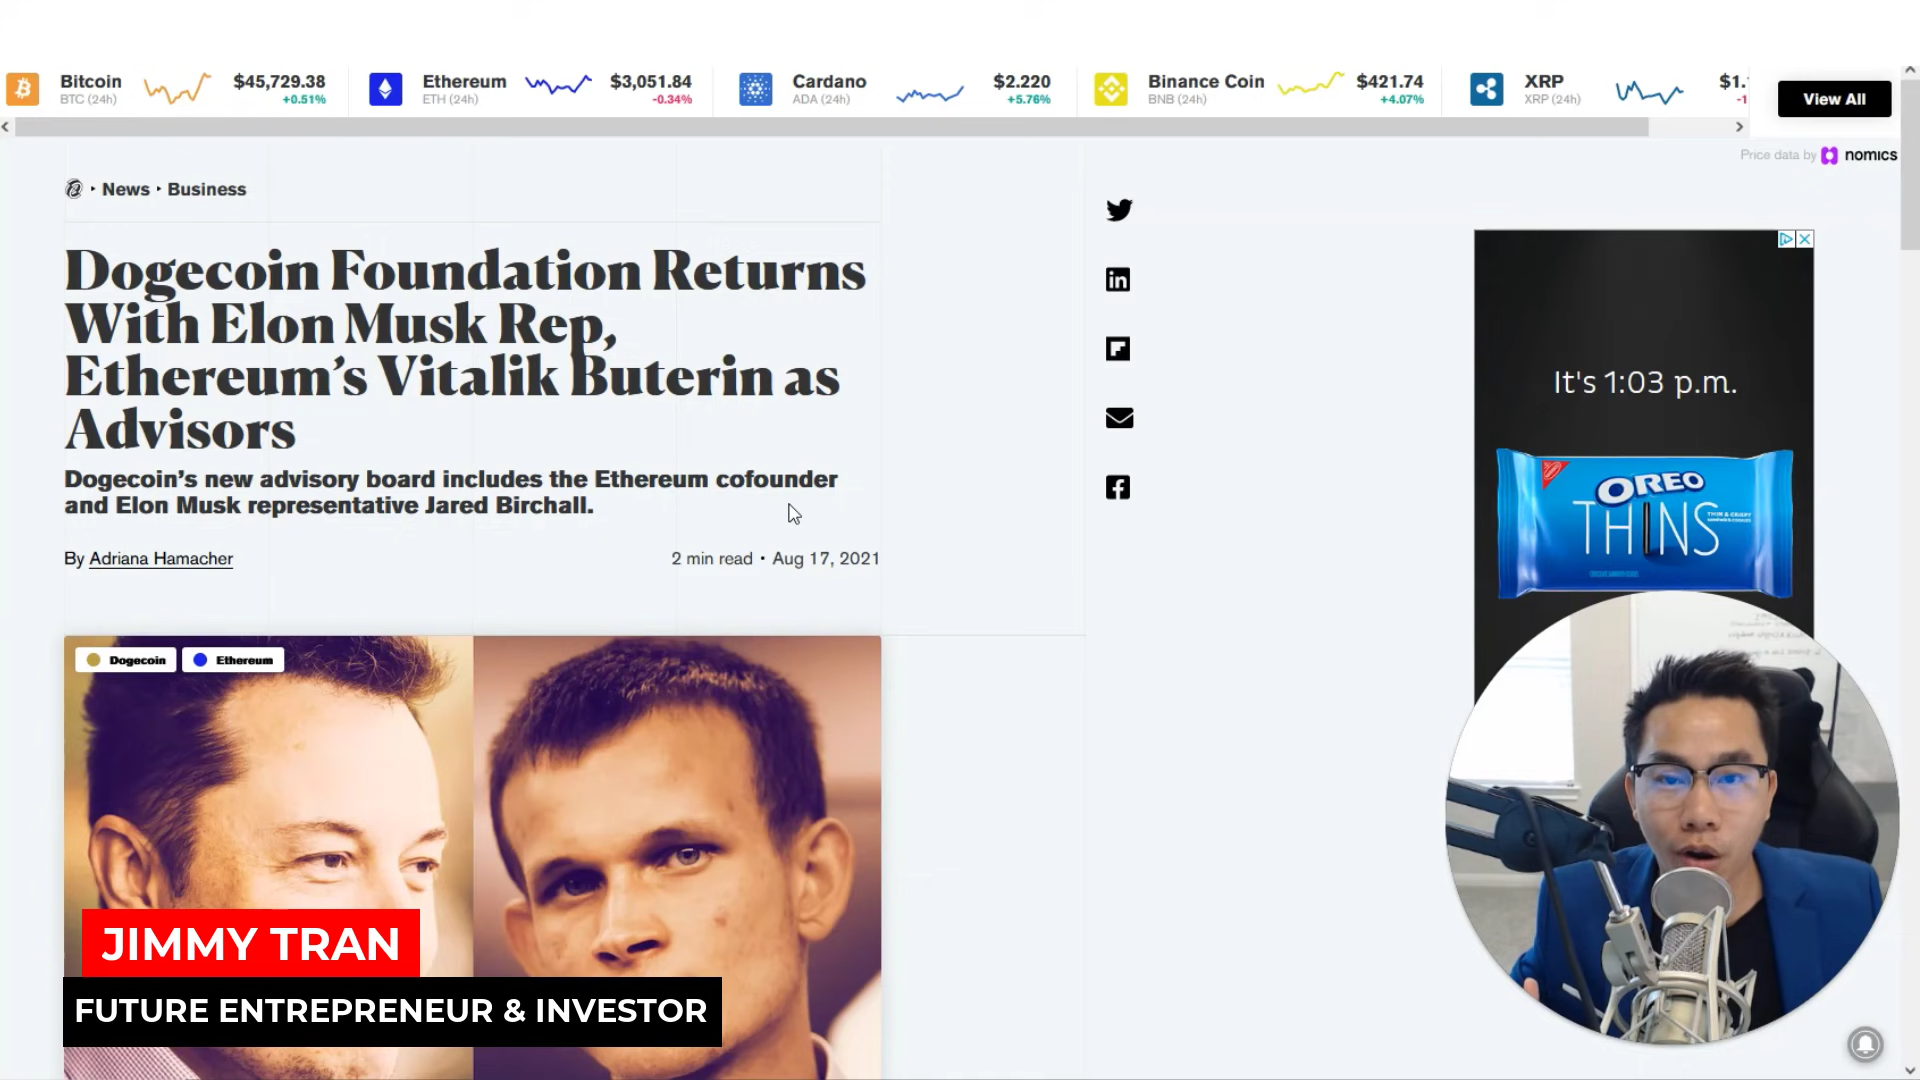 Bitcoin
$45,729.38
BTC (24h)
+0.51%
Ethereum
$3,051.84
ETH (24h)
-0.34%
Cardano
$2.220
ADA (24h)
+5.76%
Binance Coin
$421.74
BNB (24h)
+4.07%
XRP
$1.
XRP (24h)
-1
View All
Price data by nomics
News
Business
Dogecoin Foundation Returns
With Elon Musk Rep,
Ethereum’s Vitalik Buterin as
Advisors
Dogecoin’s new advisory board includes the Ethereum cofounder
and Elon Musk representative Jared Birchall.
By Adriana Hamacher
2 min read • Aug 17, 2021
Dogecoin
Ethereum
It's 1:03 p.m.
OREO
THINS
JIMMY TRAN
FUTURE ENTREPRENEUR & INVESTOR